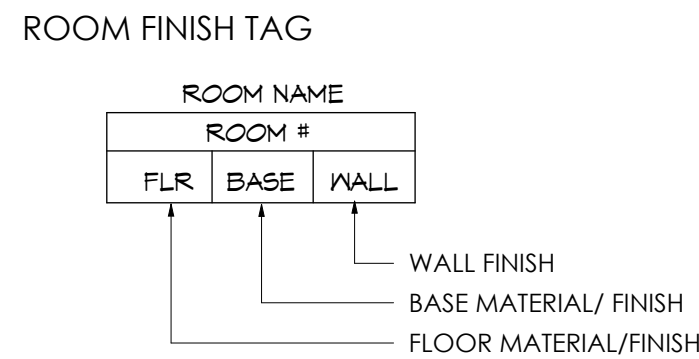 ROOM FINISH TAG
ROOM NAME
ROOM #
FLR BASE WALL
WALL FINISH
BASE MATERIAL/ FINISH
FLOOR MATERIAL/FINISH